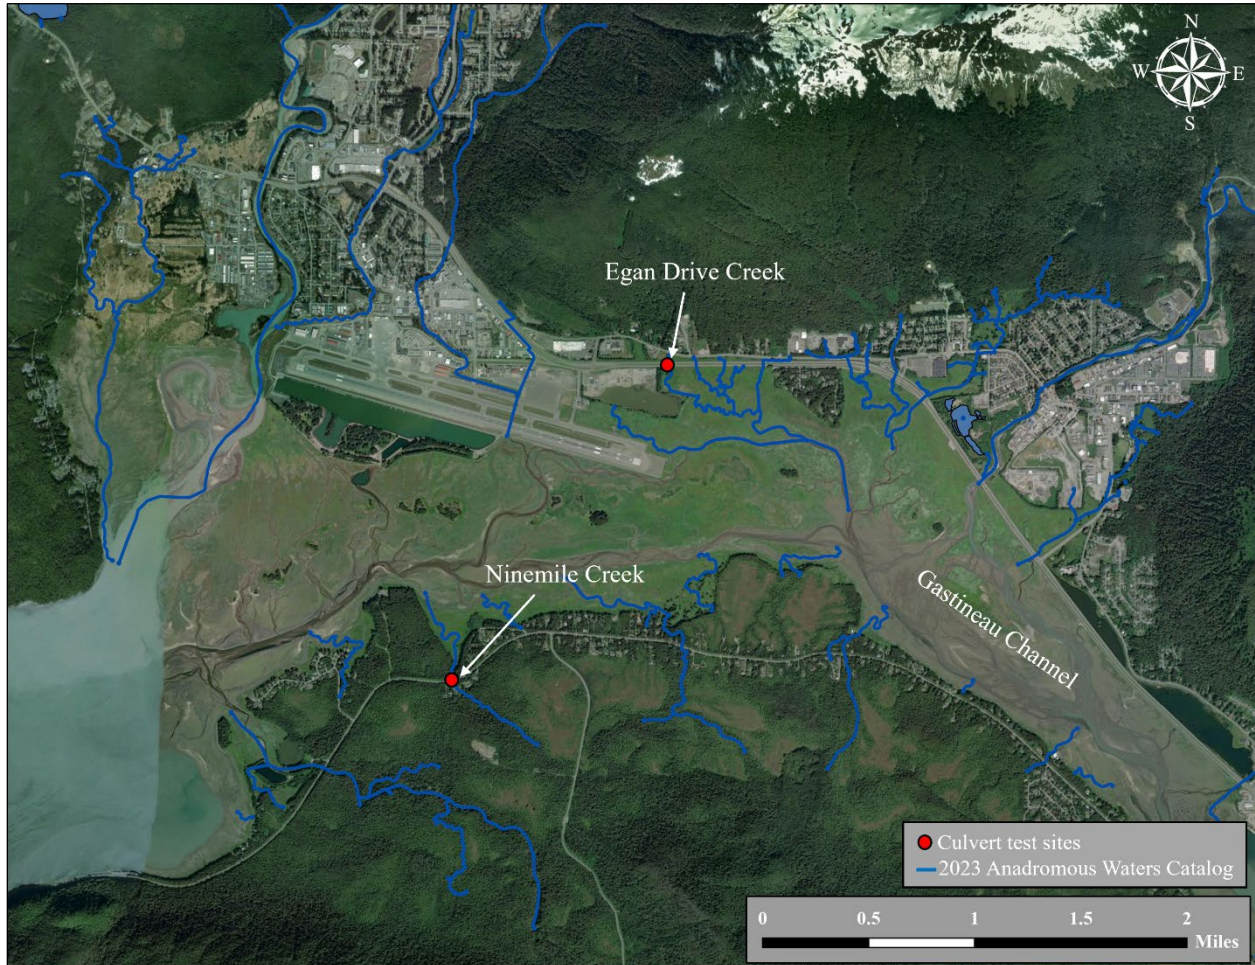 N
W E
S
Egan Drive Creek
Ninemile Creek
Gastineau Channel
Culvert test sites
2023 Anadromous Waters Catalog
0 0.5 1 1.5 2
Miles